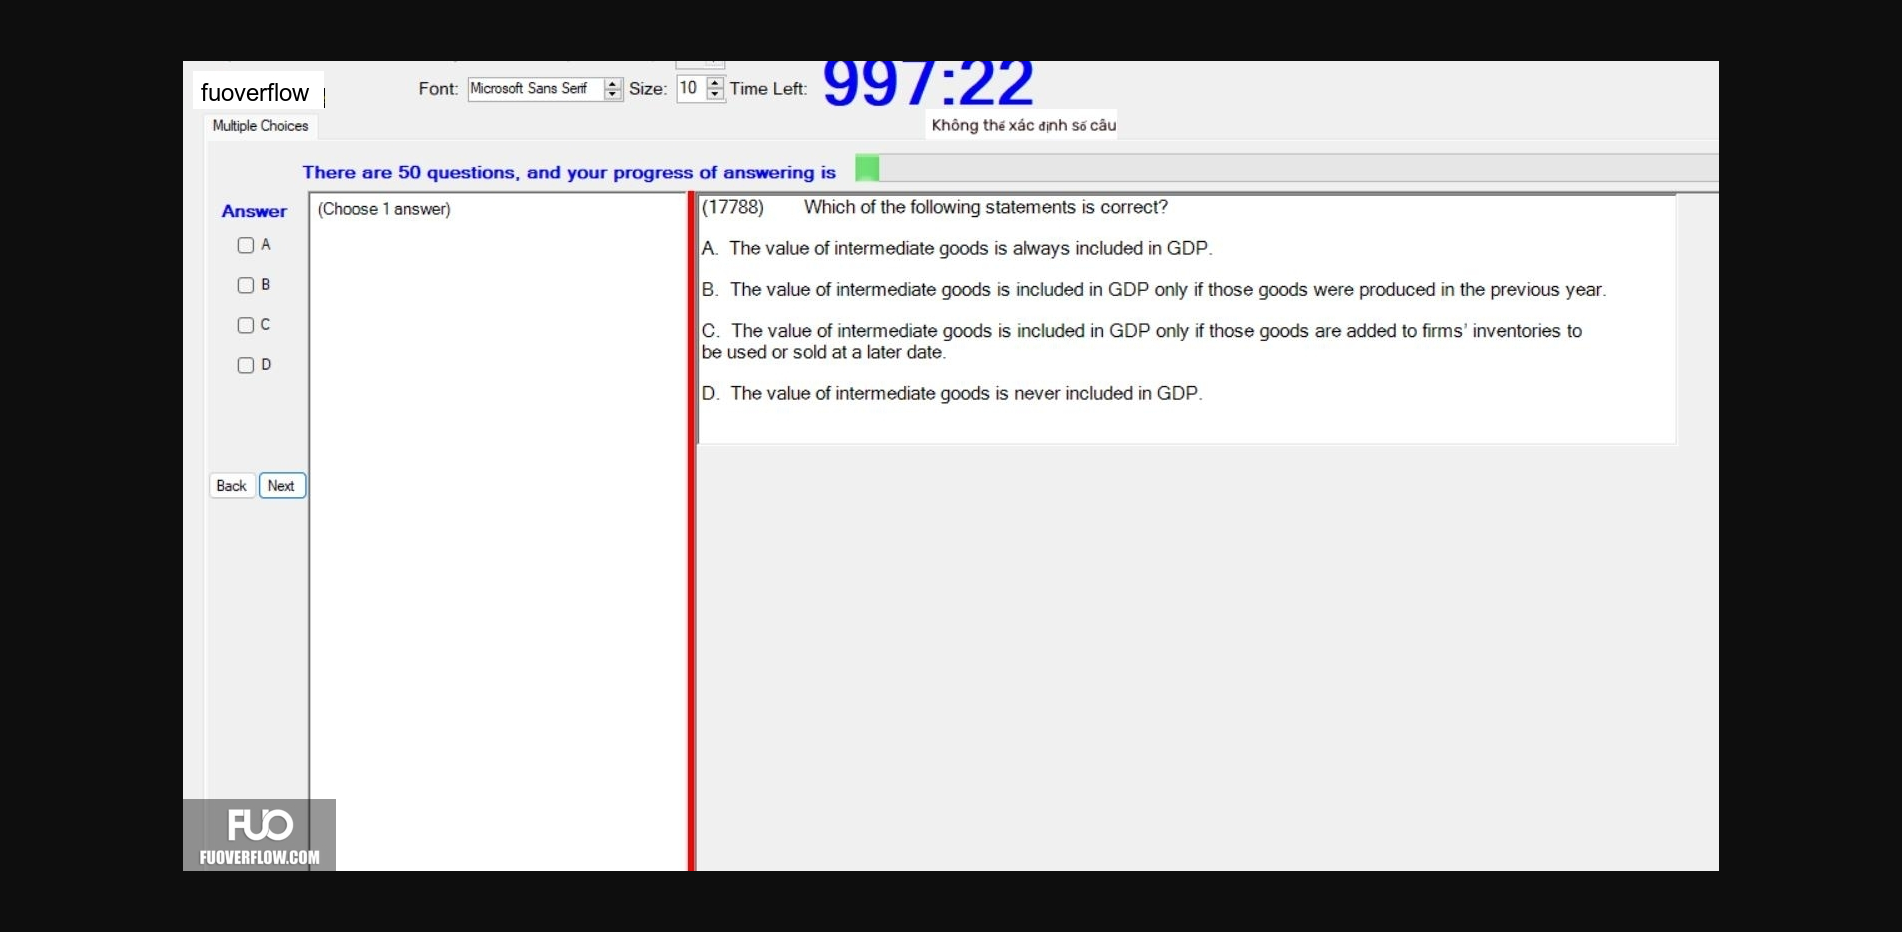 fuoverflow
Font: Microsoft Sans Serif Size: 10 Time Left: 997:22
Multiple Choices
Không thể xác định số câu
There are 50 questions, and your progress of answering is
Answer
(Choose 1 answer)
A
B
C
D
Back Next
(17788) Which of the following statements is correct?
A. The value of intermediate goods is always included in GDP.
B. The value of intermediate goods is included in GDP only if those goods were produced in the previous year.
C. The value of intermediate goods is included in GDP only if those goods are added to firms' inventories to
be used or sold at a later date.
D. The value of intermediate goods is never included in GDP.
FUO
FUOVERFLOW.COM